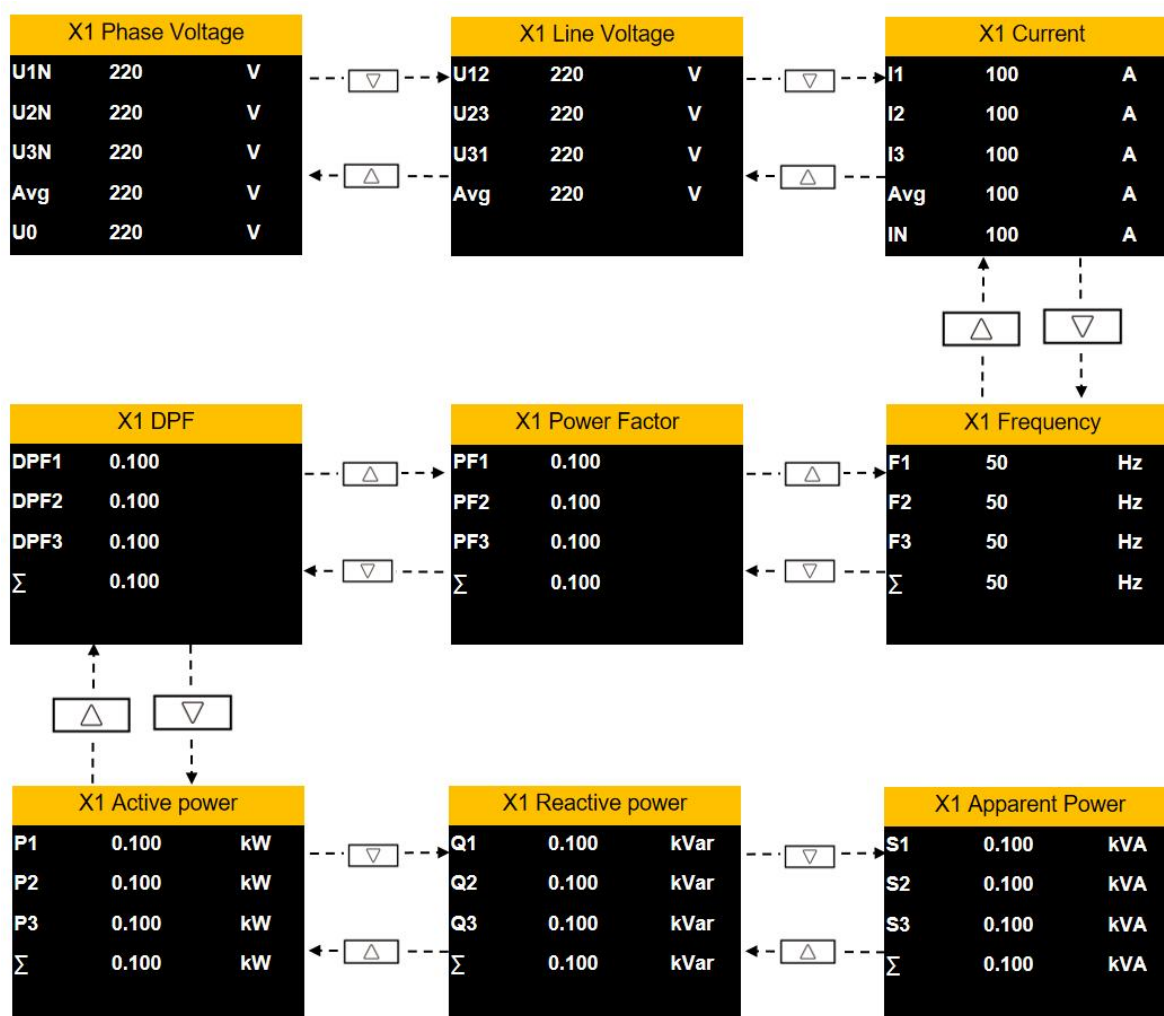 X1 Phase Voltage
U1N 220 V
U2N 220 V
U3N 220 V
Avg 220 V
U0 220 V
X1 Line Voltage
U12 220 V
U23 220 V
U31 220 V
Avg 220 V
X1 Current
I1 100 A
I2 100 A
I3 100 A
Avg 100 A
IN 100 A
X1 DPF
DPF1 0.100
DPF2 0.100
DPF3 0.100
∑ 0.100
X1 Power Factor
PF1 0.100
PF2 0.100
PF3 0.100
∑ 0.100
X1 Frequency
F1 50 Hz
F2 50 Hz
F3 50 Hz
∑ 50 Hz
X1 Active power
P1 0.100 kW
P2 0.100 kW
P3 0.100 kW
∑ 0.100 kW
X1 Reactive power
Q1 0.100 kVar
Q2 0.100 kVar
Q3 0.100 kVar
∑ 0.100 kVar
X1 Apparent Power
S1 0.100 kVA
S2 0.100 kVA
S3 0.100 kVA
∑ 0.100 kVA